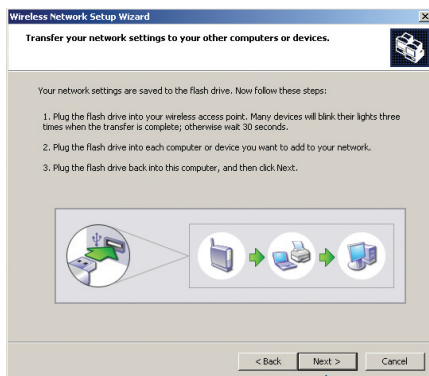 Wireless Network Setup Wizard
Transfer your network settings to your other computers or devices.
Your network settings are saved to the flash drive. Now follow these steps:
1. Plug the flash drive into your wireless access point. Many devices will blink their lights three
times when the transfer is complete; otherwise wait 30 seconds.
2. Plug the flash drive into each computer or device you want to add to your network.
3. Plug the flash drive back into this computer, and then click Next.
< Back Next > Cancel